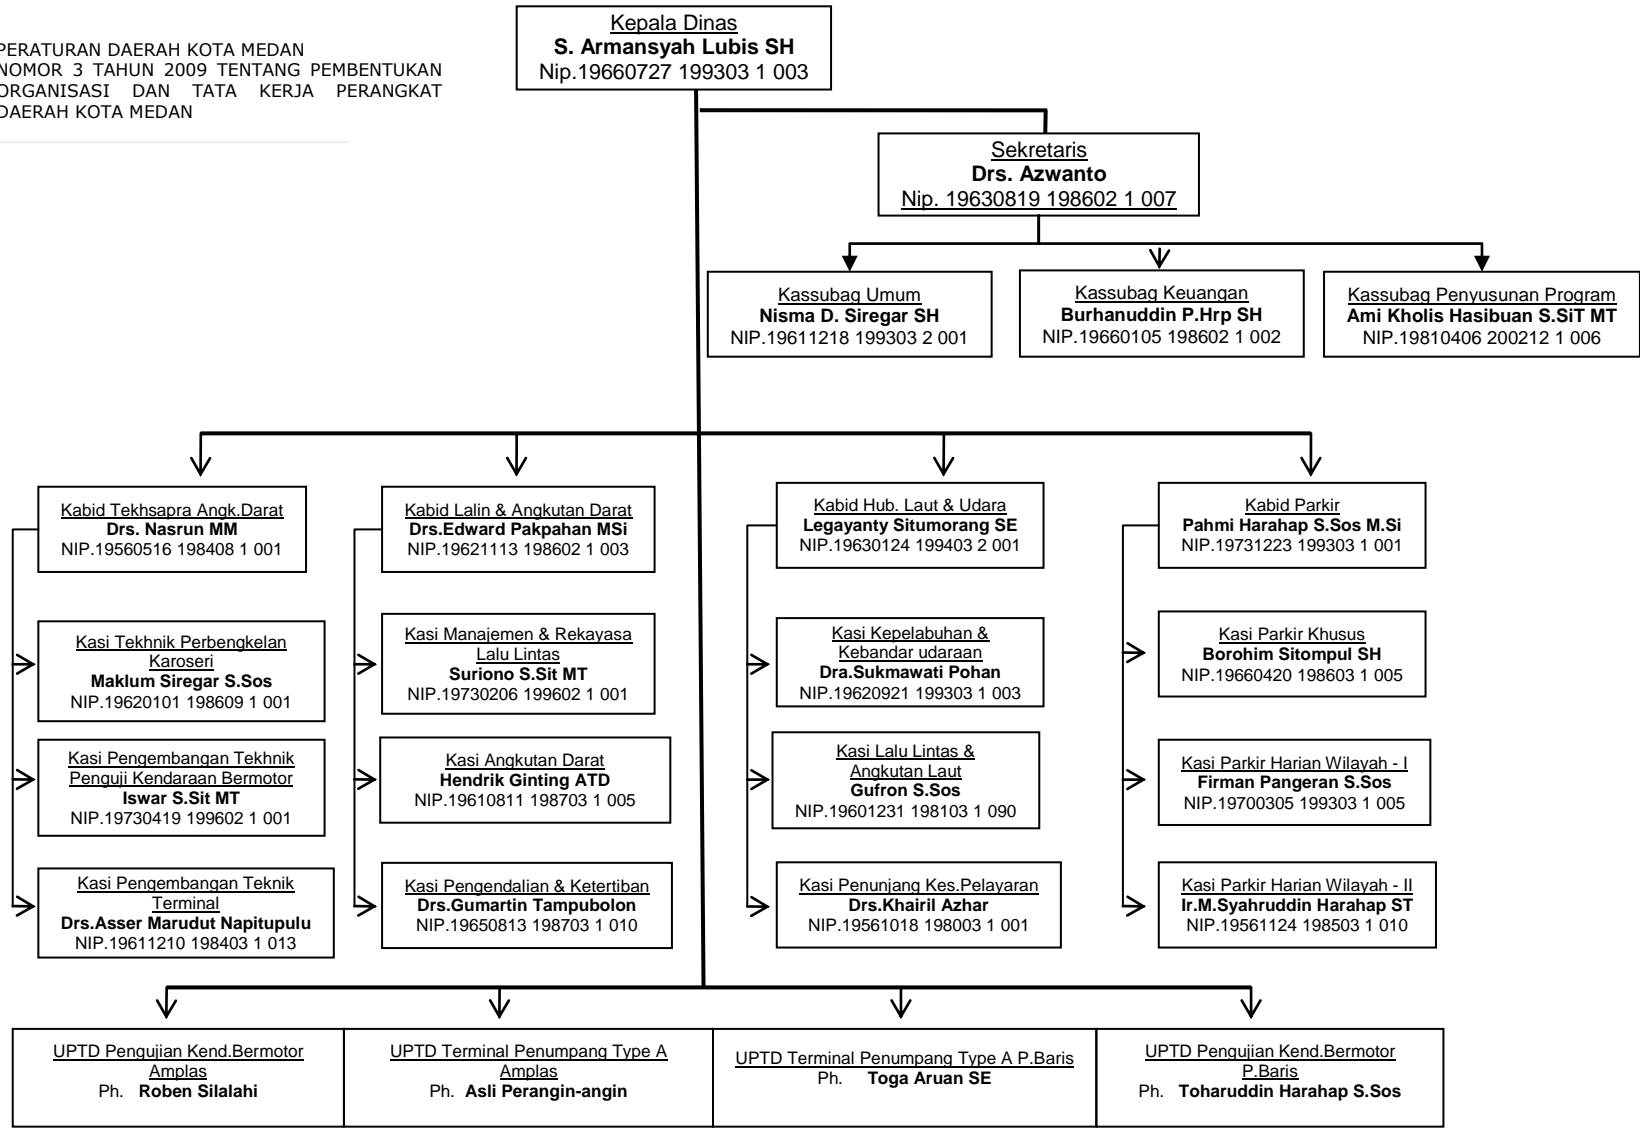 Kepala Dinas
S. Armansyah Lubis SH
Nip.19660727 199303 1 003
PERATURAN DAERAH KOTA MEDAN
NOMOR 3 TAHUN 2009 TENTANG PEMBENTUKAN
ORGANISASI DAN TATA KERJA PERANGKAT
DAERAH KOTA MEDAN
Sekretaris
Drs. Azwanto
Nip. 19630819 198602 1 007
Kassubag Umum
Nisma D. Siregar SH
NIP.19611218 199303 2 001
Kassubag Keuangan
Burhanuddin P.Hrp SH
NIP.19660105 198602 1 002
Kassubag Penyusunan Program
Ami Kholis Hasibuan S.SiT MT
NIP.19810406 200212 1 006
Kabid Tekhsapra Angk.Darat
Drs. Nasrun MM
NIP.19560516 198408 1 001
Kabid Lalin & Angkutan Darat
Drs.Edward Pakpahan MSi
NIP.19621113 198602 1 003
Kabid Hub. Laut & Udara
Legayanty Situmorang SE
NIP.19630124 199403 2 001
Kabid Parkir
Pahmi Harahap S.Sos M.Si
NIP.19731223 199303 1 001
Kasi Tekhnik Perbengkelan
Karoseri
Maklum Siregar S.Sos
NIP.19620101 198609 1 001
Kasi Manajemen & Rekayasa
Lalu Lintas
Suriono S.Sit MT
NIP.19730206 199602 1 001
Kasi Kepelabuhan &
Kebandar udaraan
Dra.Sukmawati Pohan
NIP.19620921 199303 1 003
Kasi Parkir Khusus
Borohim Sitompul SH
NIP.19660420 198603 1 005
Kasi Pengembangan Tekhnik
Penguji Kendaraan Bermotor
Iswar S.Sit MT
NIP.19730419 199602 1 001
Kasi Angkutan Darat
Hendrik Ginting ATD
NIP.19610811 198703 1 005
Kasi Lalu Lintas &
Angkutan Laut
Gufron S.Sos
NIP.19601231 198103 1 090
Kasi Parkir Harian Wilayah - I
Firman Pangeran S.Sos
NIP.19700305 199303 1 005
Kasi Pengembangan Teknik
Terminal
Drs.Asser Marudut Napitupulu
NIP.19611210 198403 1 013
Kasi Pengendalian & Ketertiban
Drs.Gumartin Tampubolon
NIP.19650813 198703 1 010
Kasi Penunjang Kes.Pelayaran
Drs.Khairil Azhar
NIP.19561018 198003 1 001
Kasi Parkir Harian Wilayah - II
Ir.M.Syahruddin Harahap ST
NIP.19561124 198503 1 010
UPTD Pengujian Kend.Bermotor
Amplas
Ph. Roben Silalahi
UPTD Terminal Penumpang Type A
Amplas
Ph. Asli Perangin-angin
UPTD Terminal Penumpang Type A P.Baris
Ph. Toga Aruan SE
UPTD Pengujian Kend.Bermotor
P.Baris
Ph. Toharuddin Harahap S.Sos